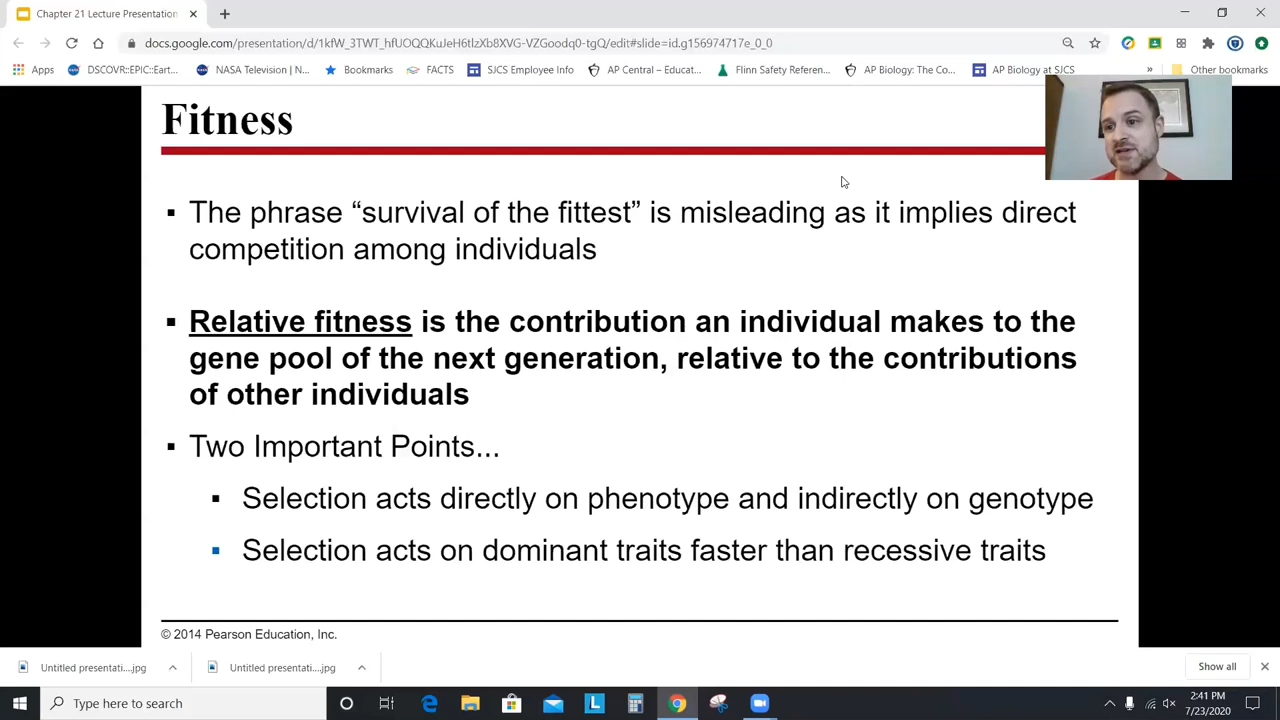 Chapter 21 Lecture Presentation
docs.google.com/presentation/d/1kfW_3TWT_hfUOQCKuJeH6tlzXb8XVG-VZGoodq0-tgQ/edit#slide=id.g156974717e_0_0
Apps DSCOVR::EPIC::Eart... NASA Television | N... Bookmarks FACTS SJCS Employee Info AP Central – Educat... Flinn Safety Referen... AP Biology: The Co... AP Biology at SJCS » Other bookmarks
Fitness
▪ The phrase “survival of the fittest” is misleading as it implies direct
competition among individuals
▪ Relative fitness is the contribution an individual makes to the
gene pool of the next generation, relative to the contributions
of other individuals
▪ Two Important Points...
▪ Selection acts directly on phenotype and indirectly on genotype
▪ Selection acts on dominant traits faster than recessive traits
© 2014 Pearson Education, Inc.
Untitled presentati....jpg Untitled presentati....jpg Show all
Type here to search
2:41 PM
7/23/2020